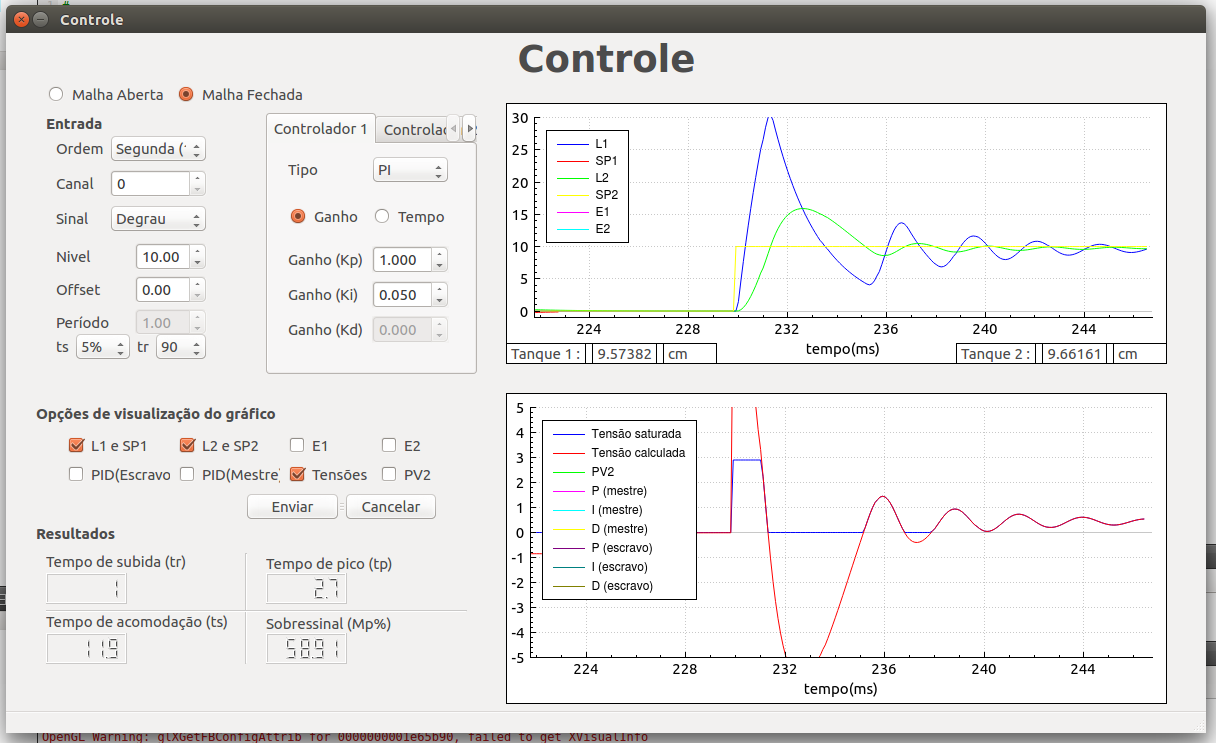 Controle
Controle
Malha Aberta Malha Fechada
Entrada
Ordem Segunda (
Canal 0
Sinal Degrau
Nivel 10.00
Offset 0.00
Período 1.00
ts 5% tr 90
Controlador 1 Controlac
Tipo PI
Ganho Tempo
Ganho (Kp) 1.000
Ganho (Ki) 0.050
Ganho (Kd) 0.000
30
25
20
15
10
5
0
L1
SP1
L2
SP2
E1
E2
224 228 232 236 240 244
tempo(ms)
Tanque 1 : 9.57382 cm
Tanque 2 : 9.66161 cm
Opções de visualização do gráfico
L1 e SP1 L2 e SP2 E1 E2
PID(Escravo PID(Mestre Tensões PV2
Enviar Cancelar
Resultados
Tempo de subida (tr) Tempo de pico (tp)
1 2.7
Tempo de acomodação (ts) Sobressinal (Mp%)
11.9 58.91
5
4
3
2
1
0
-1
-2
-3
-4
-5
Tensão saturada
Tensão calculada
PV2
P (mestre)
I (mestre)
D (mestre)
P (escravo)
I (escravo)
D (escravo)
224 228 232 236 240 244
tempo(ms)
OpenGL Warning: glXGetFBConfigAttrib for 0000000001e65b90, failed to get XVisualInfo